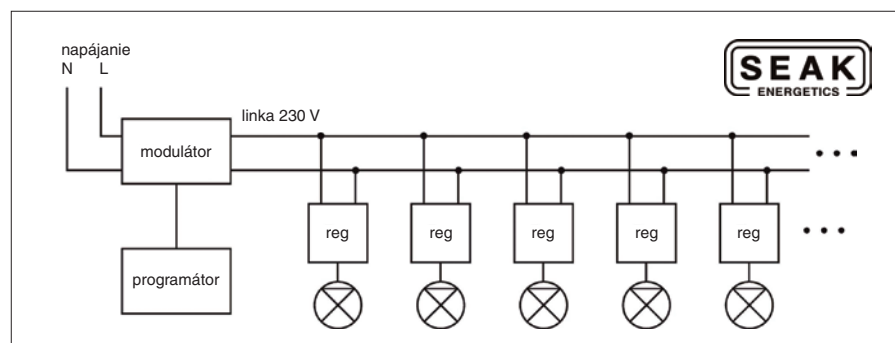 napájanie
N L
SEAK
ENERGETICS
linka 230 V
modulátor
programátor
reg reg reg reg reg